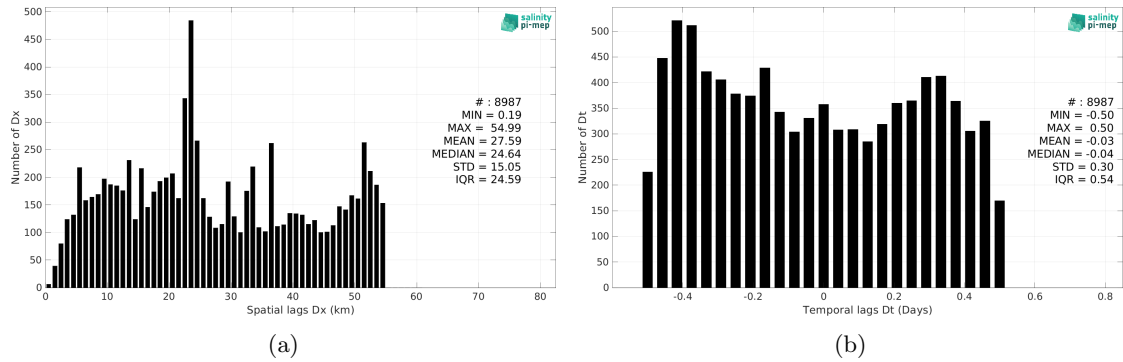 500
450
400
350
300
250
200
150
100
50
0
Number of Dx
0
10
20
30
40
50
60
70
80
Spatial lags Dx (km)
salinity
pi-mep
# : 8987
MIN = 0.19
MAX = 54.99
MEAN = 27.59
MEDIAN = 24.64
STD = 15.05
IQR = 24.59
(a)
500
450
400
350
300
250
200
150
100
50
0
Number of Dt
-0.4
-0.2
0
0.2
0.4
0.6
0.8
Temporal lags Dt (Days)
salinity
pi-mep
# : 8987
MIN = -0.50
MAX = 0.50
MEAN = -0.03
MEDIAN = -0.04
STD = 0.30
IQR = 0.54
(b)